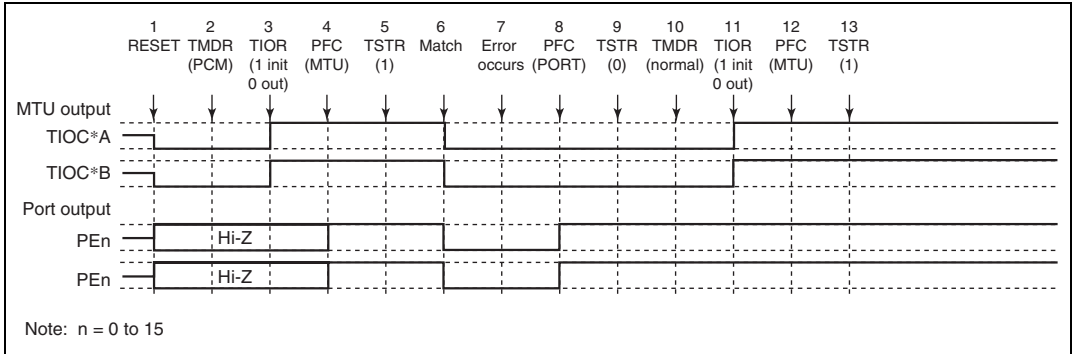 1 2 3 4 5 6 7 8 9 10 11 12 13
RESET TMDR TIOR PFC TSTR Match Error PFC TSTR TMDR TIOR PFC TSTR
(PCM) (1 init (MTU) (1) occurs (PORT) (0) (normal) (1 init (MTU) (1)
0 out) 0 out)
MTU output
TIOC*A
TIOC*B
Port output
PEn Hi-Z
PEn Hi-Z
Note: n = 0 to 15